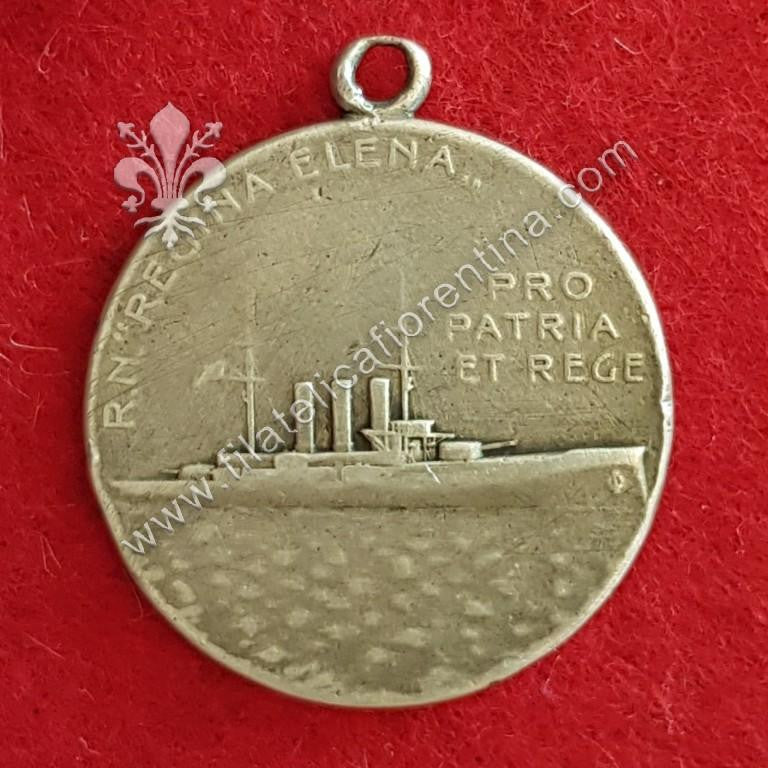 R.N. "REGINA ELENA„
PRO
PATRIA
ET REGE
www.filatelicafiorentina.com